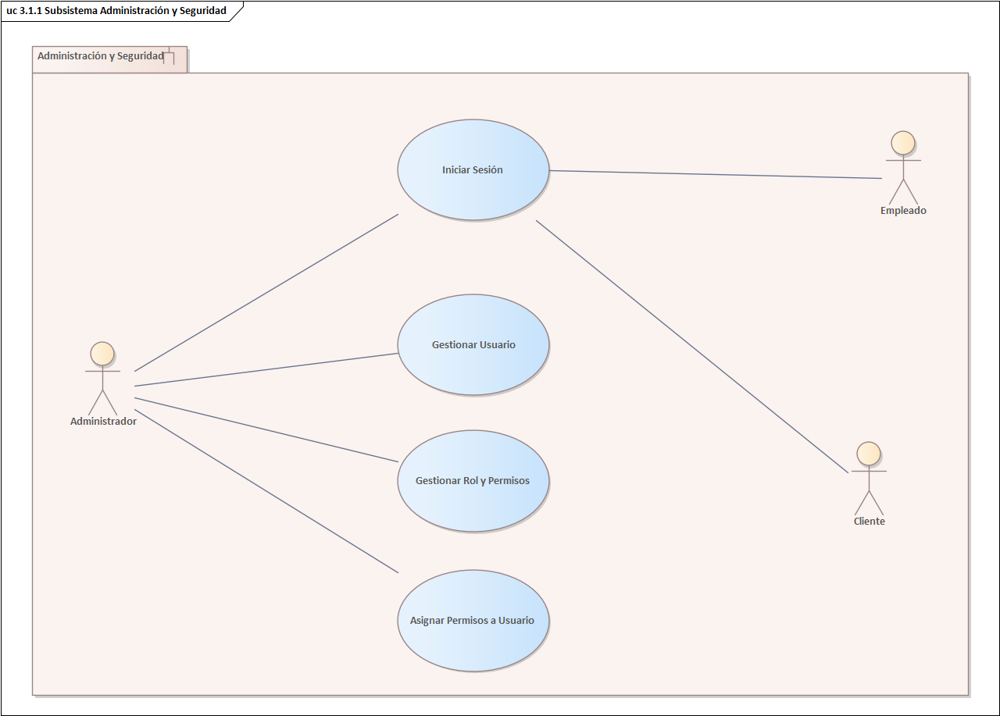 uc 3.1.1 Subsistema Administración y Seguridad
Administración y Seguridad
Iniciar Sesión
Empleado
Gestionar Usuario
Administrador
Gestionar Rol y Permisos
Cliente
Asignar Permisos a Usuario